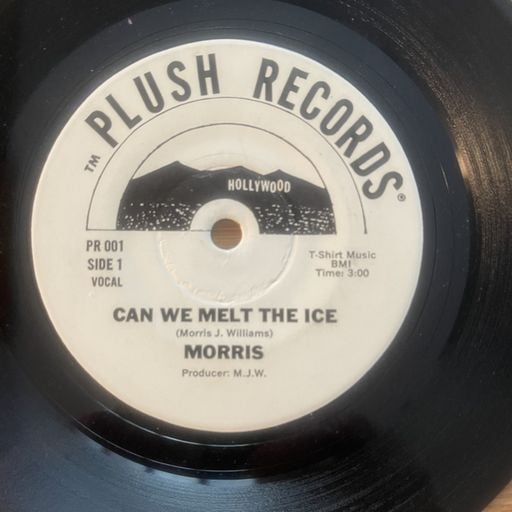 ™ PLUSH RECORDS®
HOLLYWOOD
PR 001
SIDE 1
VOCAL
T-Shirt Music
BMI
Time: 3:00
CAN WE MELT THE ICE
(Morris J. Williams)
MORRIS
Producer: M.J.W.